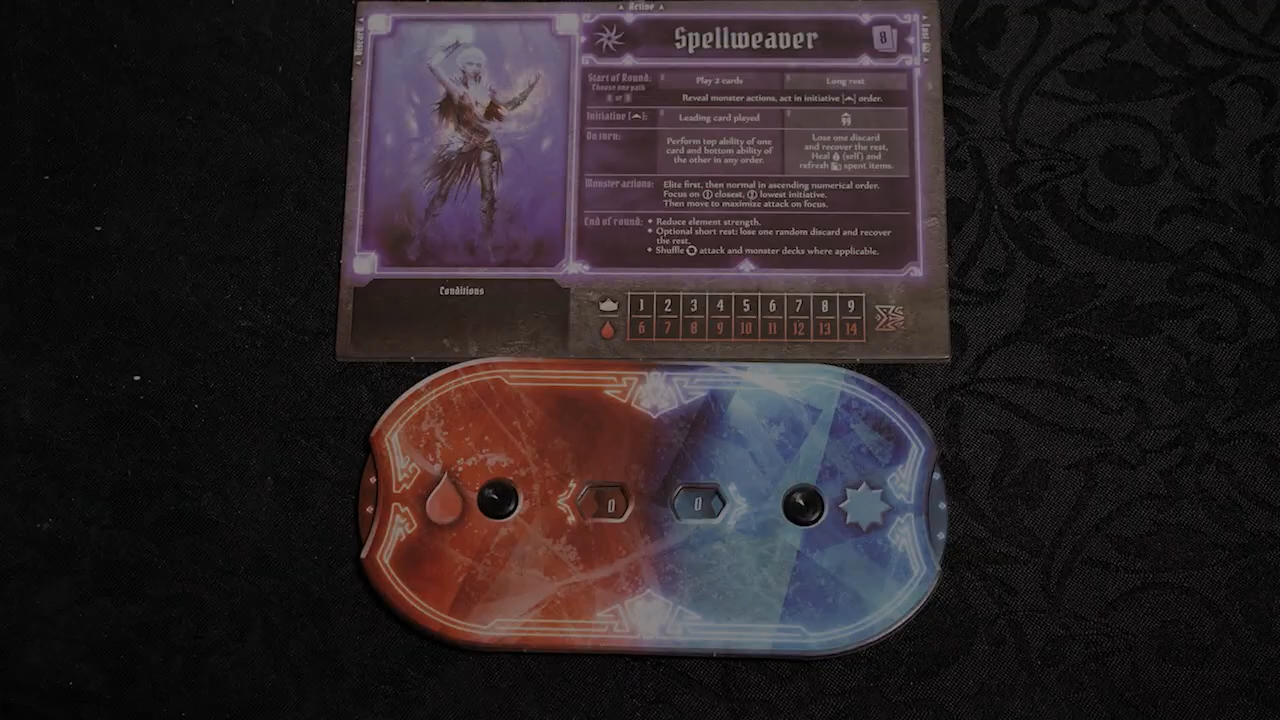 Active
Discard
Lost
Spellweaver
8
Start of Round:
Choose one path
Play 2 cards
Long rest
or
Reveal monster actions, act in initiative [ ] order.
Initiative [ ]:
Leading card played
99
On turn:
Perform top ability of one
card and bottom ability of
the other in any order.
Lose one discard
and recover the rest,
Heal (self) and
refresh spent items.
Monster actions:
Elite first, then normal in ascending numerical order.
Focus on ① closest, ② lowest initiative.
Then move to maximize attack on focus.
End of round:
• Reduce element strength.
• Optional short rest: lose one random discard and recover
the rest.
• Shuffle attack and monster decks where applicable.
Conditions
1 2 3 4 5 6 7 8 9
6 7 8 9 10 11 12 13 14
0 0